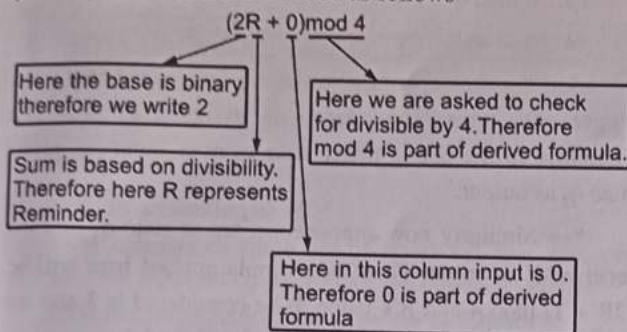 (2R + 0)mod 4
Here the base is binary
therefore we write 2
Here we are asked to check
for divisible by 4.Therefore
mod 4 is part of derived formula.
Sum is based on divisibility.
Therefore here R represents
Reminder.
Here in this column input is 0.
Therefore 0 is part of derived
formula